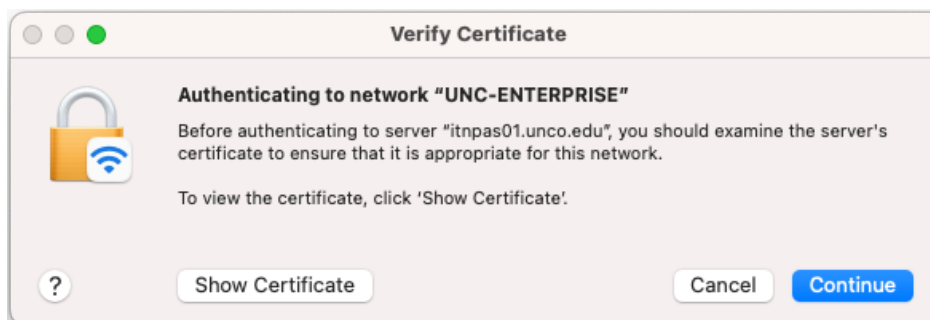 Verify Certificate
Authenticating to network “UNC-ENTERPRISE”
Before authenticating to server “itnpas01.unco.edu”, you should examine the server's
certificate to ensure that it is appropriate for this network.
To view the certificate, click ‘Show Certificate’.
? Show Certificate Cancel Continue